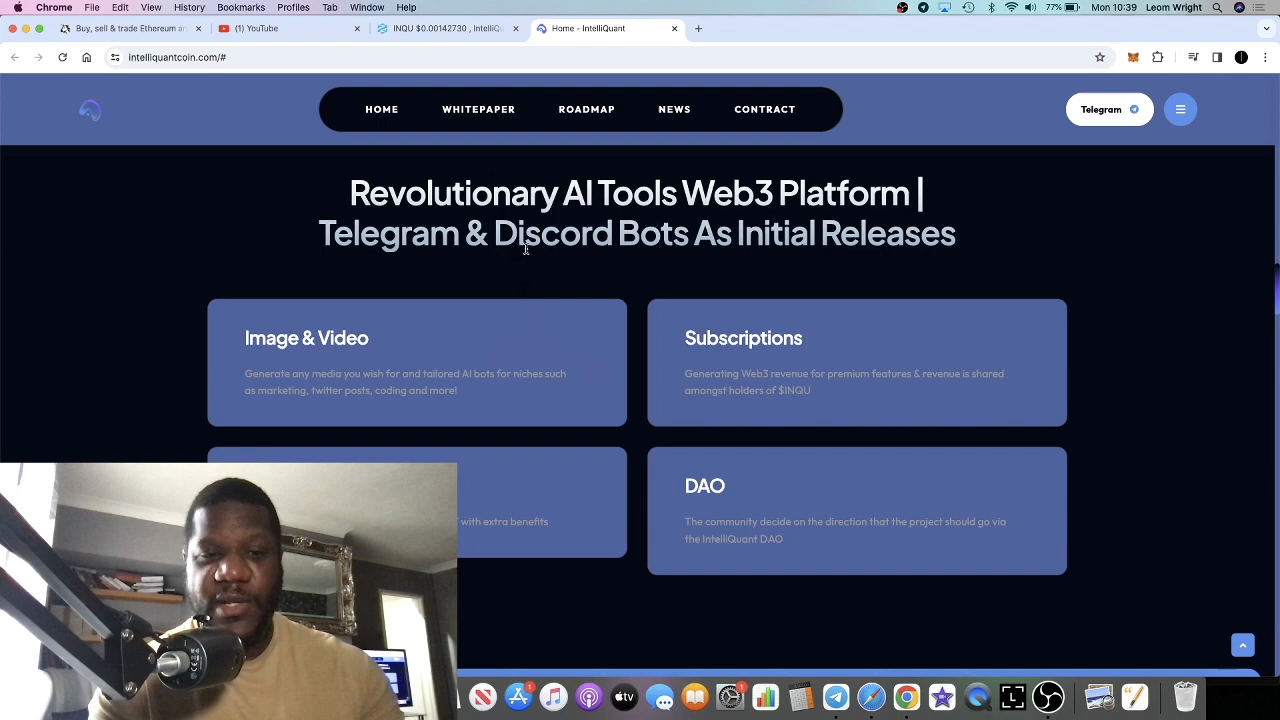 Chrome File Edit View History Bookmarks Profiles Tab Window Help
77% Mon 10:39 Leom Wright
Buy, sell & trade Ethereum an
(1) YouTube
INQU $0.00142730 , IntelliQu
Home - IntelliQuant
intelliquantcoin.com/#
HOME WHITEPAPER ROADMAP NEWS CONTRACT
Telegram
Revolutionary AI Tools Web3 Platform |
Telegram & Discord Bots As Initial Releases
Image & Video
Generate any media you wish for and tailored AI bots for niches such
as marketing, twitter posts, coding and more!
Subscriptions
Generating Web3 revenue for premium features & revenue is shared
amongst holders of $INQU
with extra benefits
DAO
The community decide on the direction that the project should go via
the IntelliQuant DAO
tv